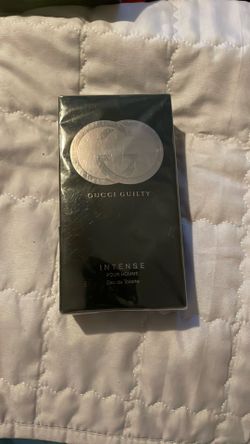 GUCCI GUILTY
INTENSE
POUR HOMME
Eau de Toilette